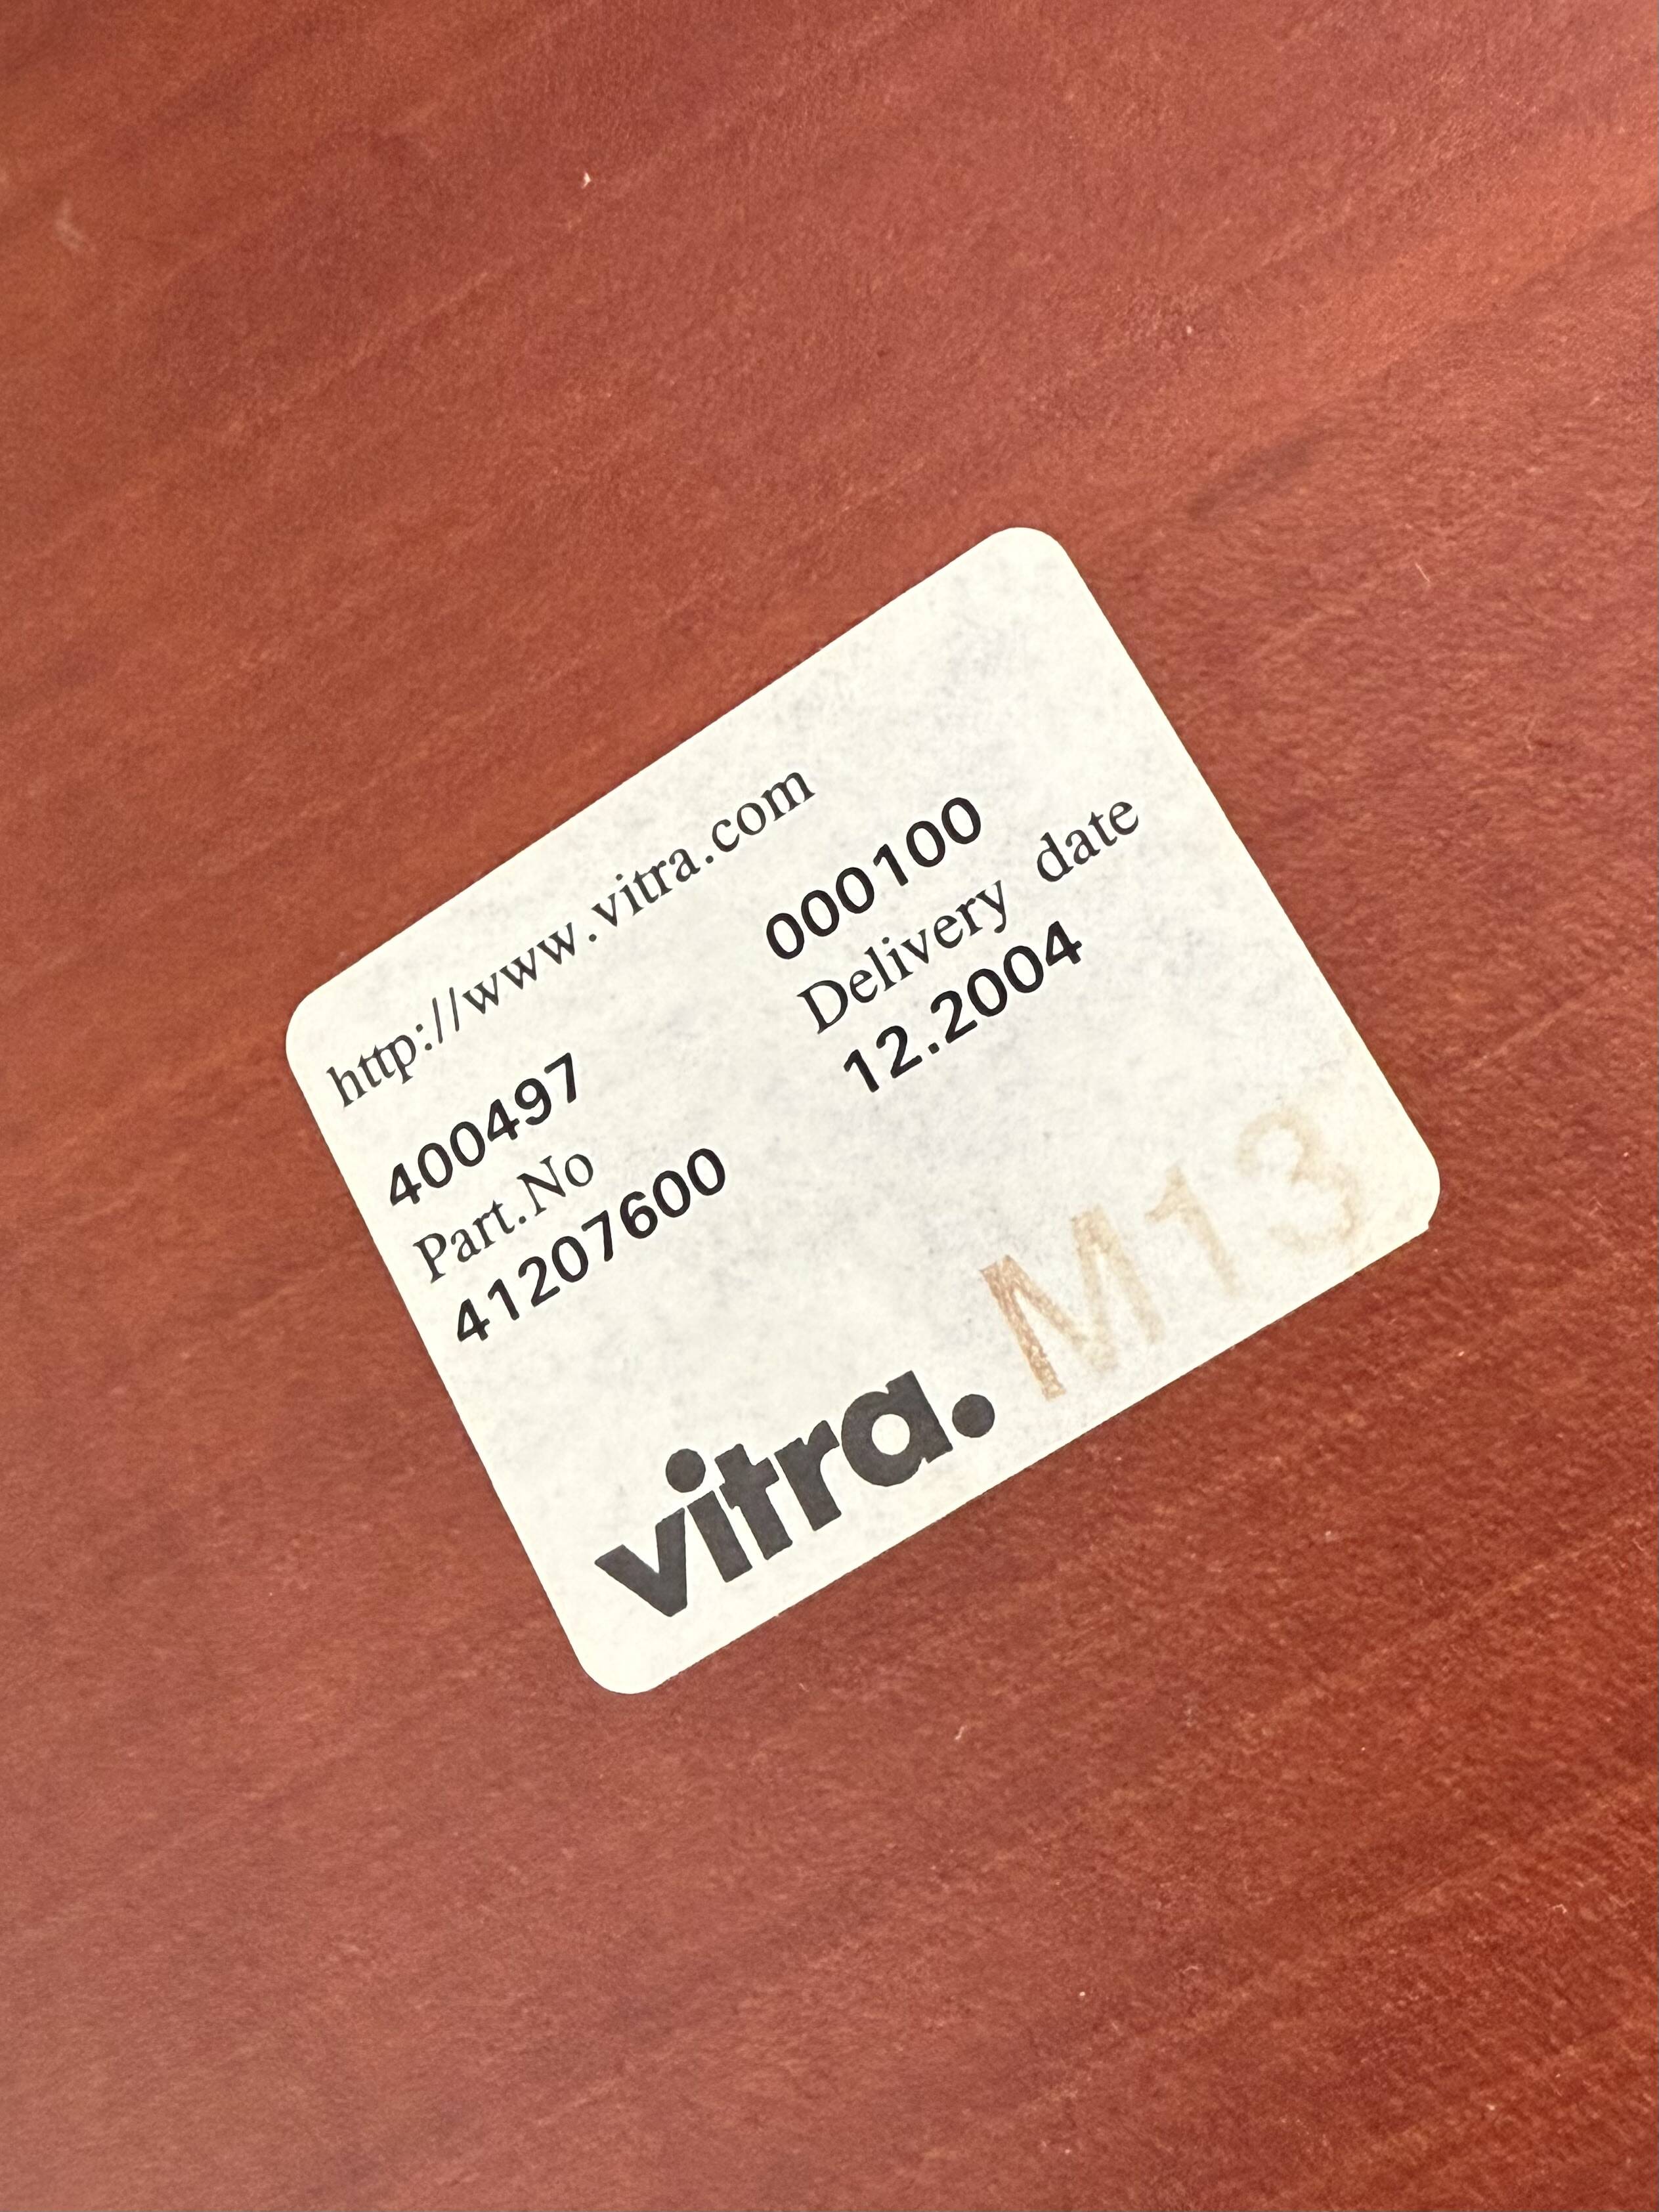 http://www.vitra.com
400497 000100
Part.No Delivery date
41207600 12.2004
vitra. M13